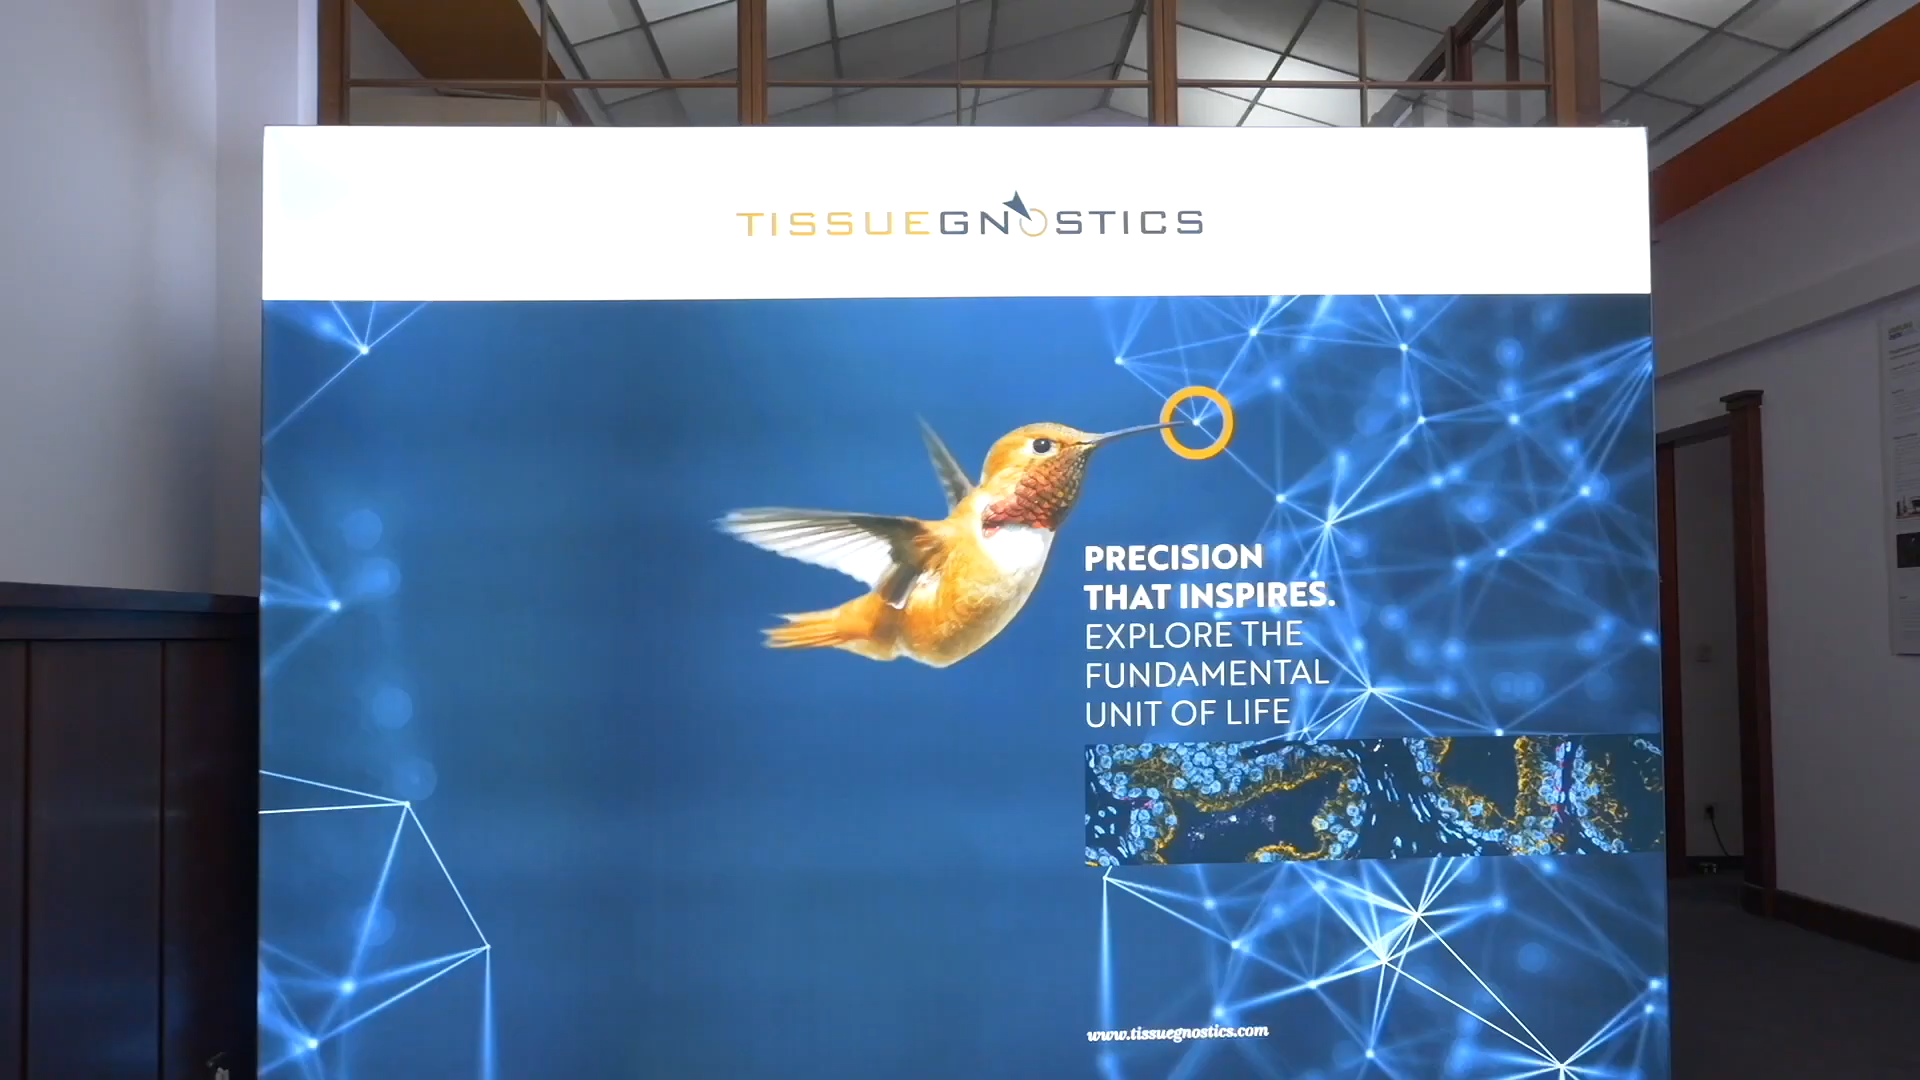 TISSUEGNOSTICS
PRECISION
THAT INSPIRES.
EXPLORE THE
FUNDAMENTAL
UNIT OF LIFE
www.tissuegnostics.com